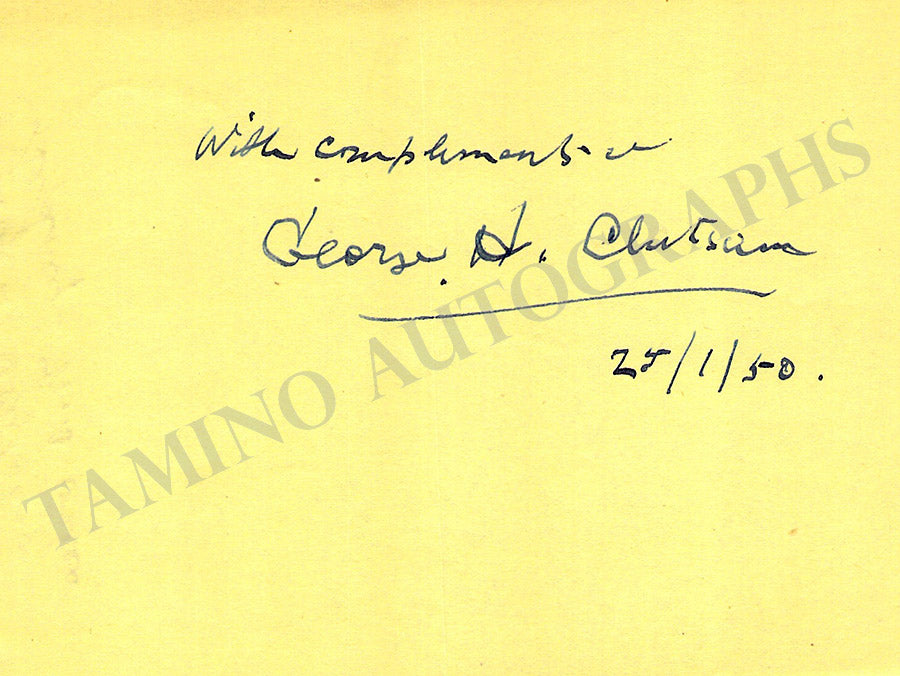 With compliments
George H. Clutsam
25/1/50.
TAMINO AUTOGRAPHS